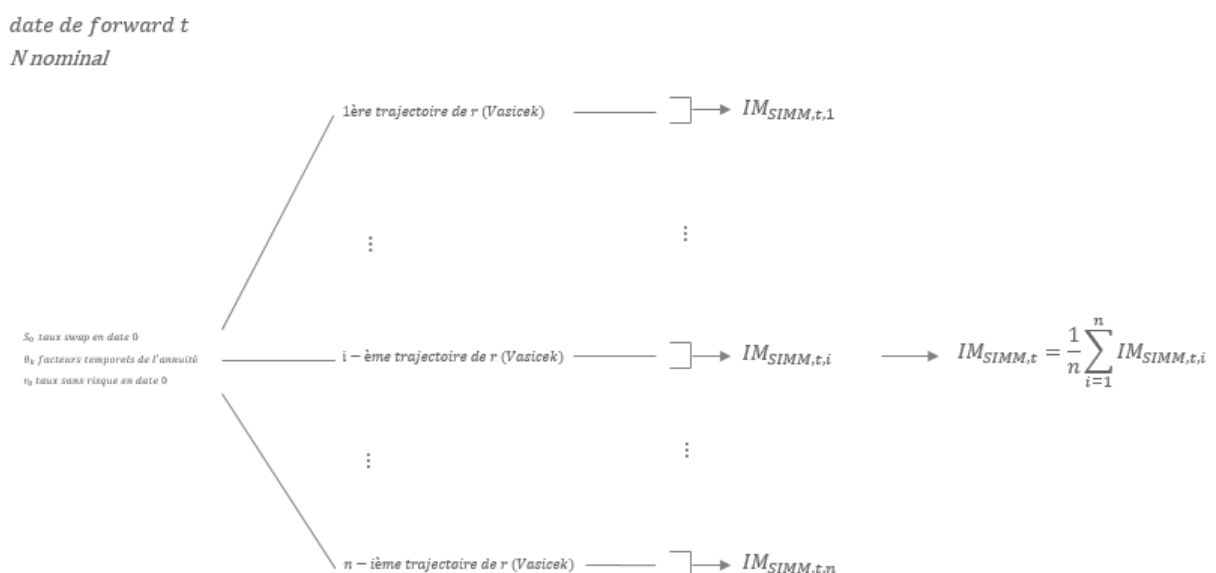 date de forward t
N nominal
1ère trajectoire de r (Vasicek)
IM_{SIMM,t,1}
⋮
⋮
S₀ taux swap en date 0
θₖ facteurs temporels de l'annuité
r₀ taux sans risque en date 0
i − ème trajectoire de r (Vasicek)
IM_{SIMM,t,i}
IM_{SIMM,t} = \frac{1}{n} \sum_{i=1}^{n} IM_{SIMM,t,i}
⋮
⋮
n − ième trajectoire de r (Vasicek)
IM_{SIMM,t,n}